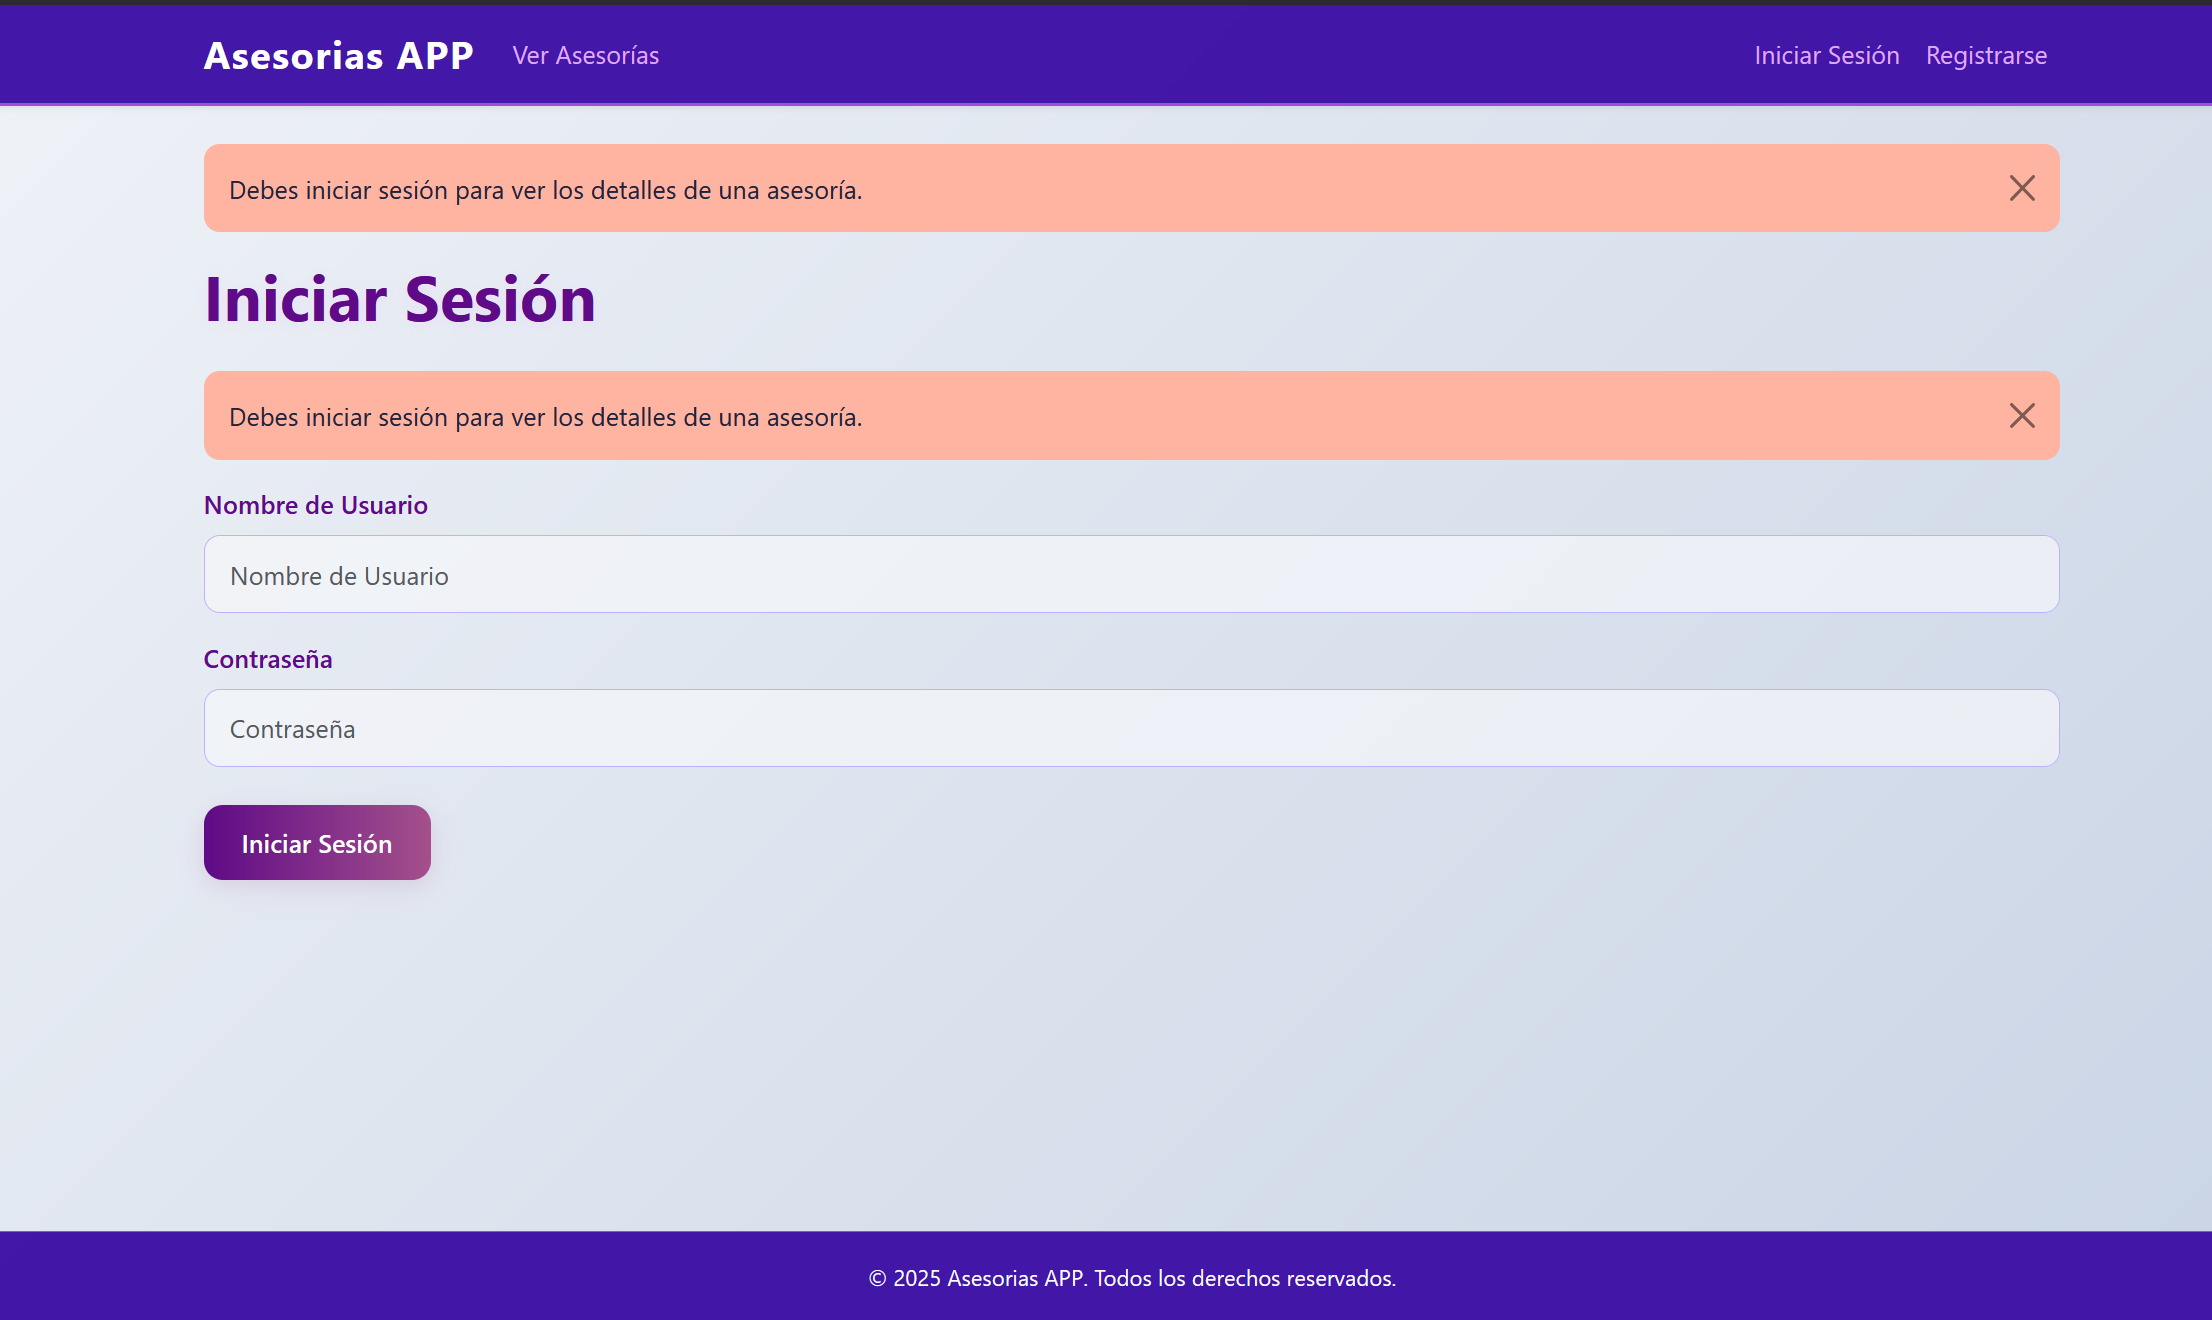 Asesorias APP Ver Asesorías Iniciar Sesión Registrarse
Debes iniciar sesión para ver los detalles de una asesoría.
Iniciar Sesión
Debes iniciar sesión para ver los detalles de una asesoría.
Nombre de Usuario
Nombre de Usuario
Contraseña
Contraseña
Iniciar Sesión
© 2025 Asesorias APP. Todos los derechos reservados.